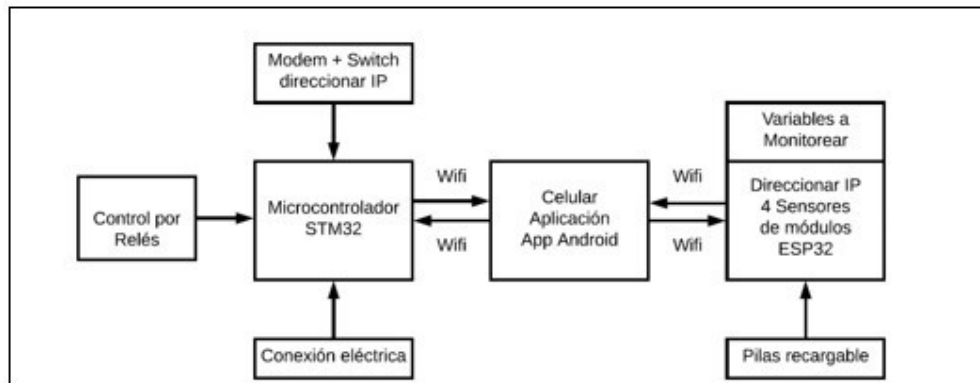 Modem + Switch
direccionar IP
Variables a
Monitorear
Control por
Relés
Microcontrolador
STM32
Wifi
Wifi
Celular
Aplicación
App Android
Wifi
Wifi
Direccionar IP
4 Sensores
de módulos
ESP32
Conexión eléctrica
Pilas recargable